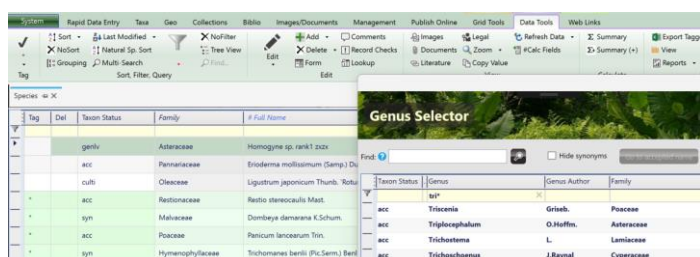 System Rapid Data Entry Taxa Geo Collections Biblio Images/Documents Management Publish Online Grid Tools Data Tools Web Links
Sort Last Modified NoFilter Add Comments Images Legal Refresh Data Summary Export Tagg
NoSort Natural Sp. Sort Tree View Edit Delete Record Checks Documents Zoom #Calc Fields Summary (+) View
Tag Grouping Multi-Search Find... Form Lookup Literature Copy Value Reports
Sort, Filter, Query Edit
Species
Genus Selector
Tag Del Taxon Status Family # Full Name
Find: Hide synonyms
genlv Asteraceae Homogyne sp. rank1 zxzx
acc Pannariaceae Erioderma mollissimum (Samp.) Du
Taxon Status Genus Genus Author Family
culti Oleaceae Ligustrum japonicum Thunb. 'Rotu
tri*
* acc Restionaceae Restio stereocaulis Mast.
acc Triscenia Griseb. Poaceae
* syn Malvaceae Dombeya damarana K.Schum.
acc Triplocephalum O.Hoffm. Asteraceae
* acc Poaceae Panicum lancearum Trin.
acc Trichostema L. Lamiaceae
* syn Hymenophyllaceae Trichomanes benlii (Pic.Serm.) Benl
acc Trichoschoenus J.Raynal Cyperaceae